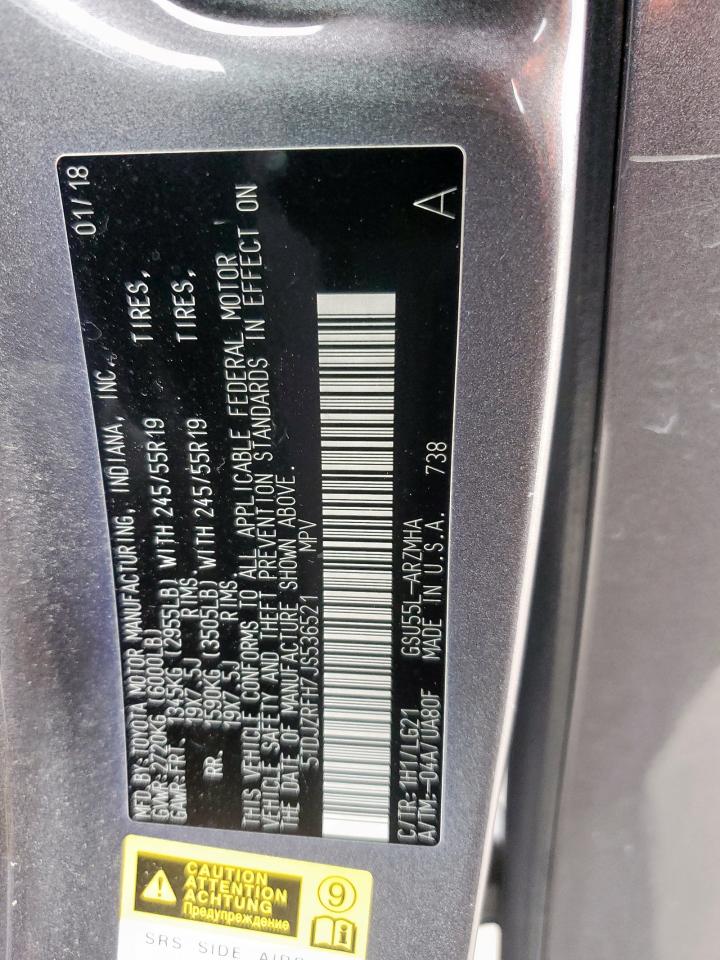 MFD. BY: TOYOTA MOTOR MANUFACTURING, INDIANA, INC. 01/18
GVWR:2720KG (6000LB)
GAWR:FRT 1345KG (2955LB) WITH 245/55R19 TIRES,
19X7.5J RIMS.
RR. 1590KG (3505LB) WITH 245/55R19 TIRES,
19X7.5J RIMS.
THIS VEHICLE CONFORMS TO ALL APPLICABLE FEDERAL MOTOR
VEHICLE SAFETY AND THEFT PREVENTION STANDARDS IN EFFECT ON
THE DATE OF MANUFACTURE SHOWN ABOVE.
5TDJZRFH7JS536521 MPV
C/TR:1H1/LG21 GSU55L-ARZMHA
A/TM:-04A/UA80F MADE IN U.S.A. 738 A
CAUTION
ATTENTION
ACHTUNG
Предупреждение
9
SRS SIDE